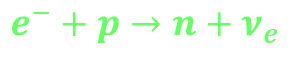 e⁻ + p → n + νₑ